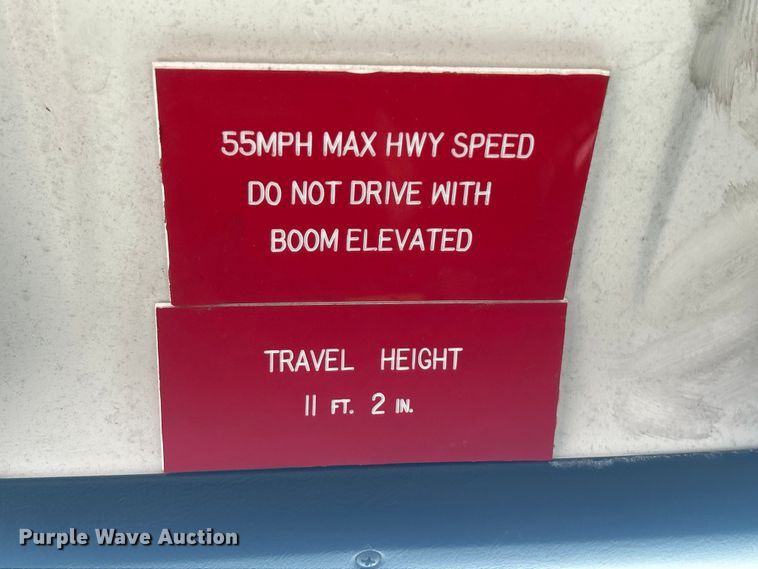 55MPH MAX HWY SPEED
DO NOT DRIVE WITH
BOOM ELEVATED
TRAVEL HEIGHT
11 FT. 2 IN.
Purple Wave Auction